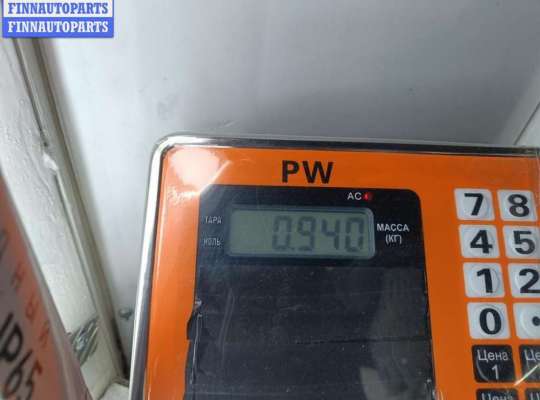 FINNAUTOPARTS
FINNAUTOPARTS
PW
AC
ТАРА
НОЛЬ
0.940
МАССА
(КГ)
7 8
4 5
1 2
0 .
Цена
1
Цена
IP65